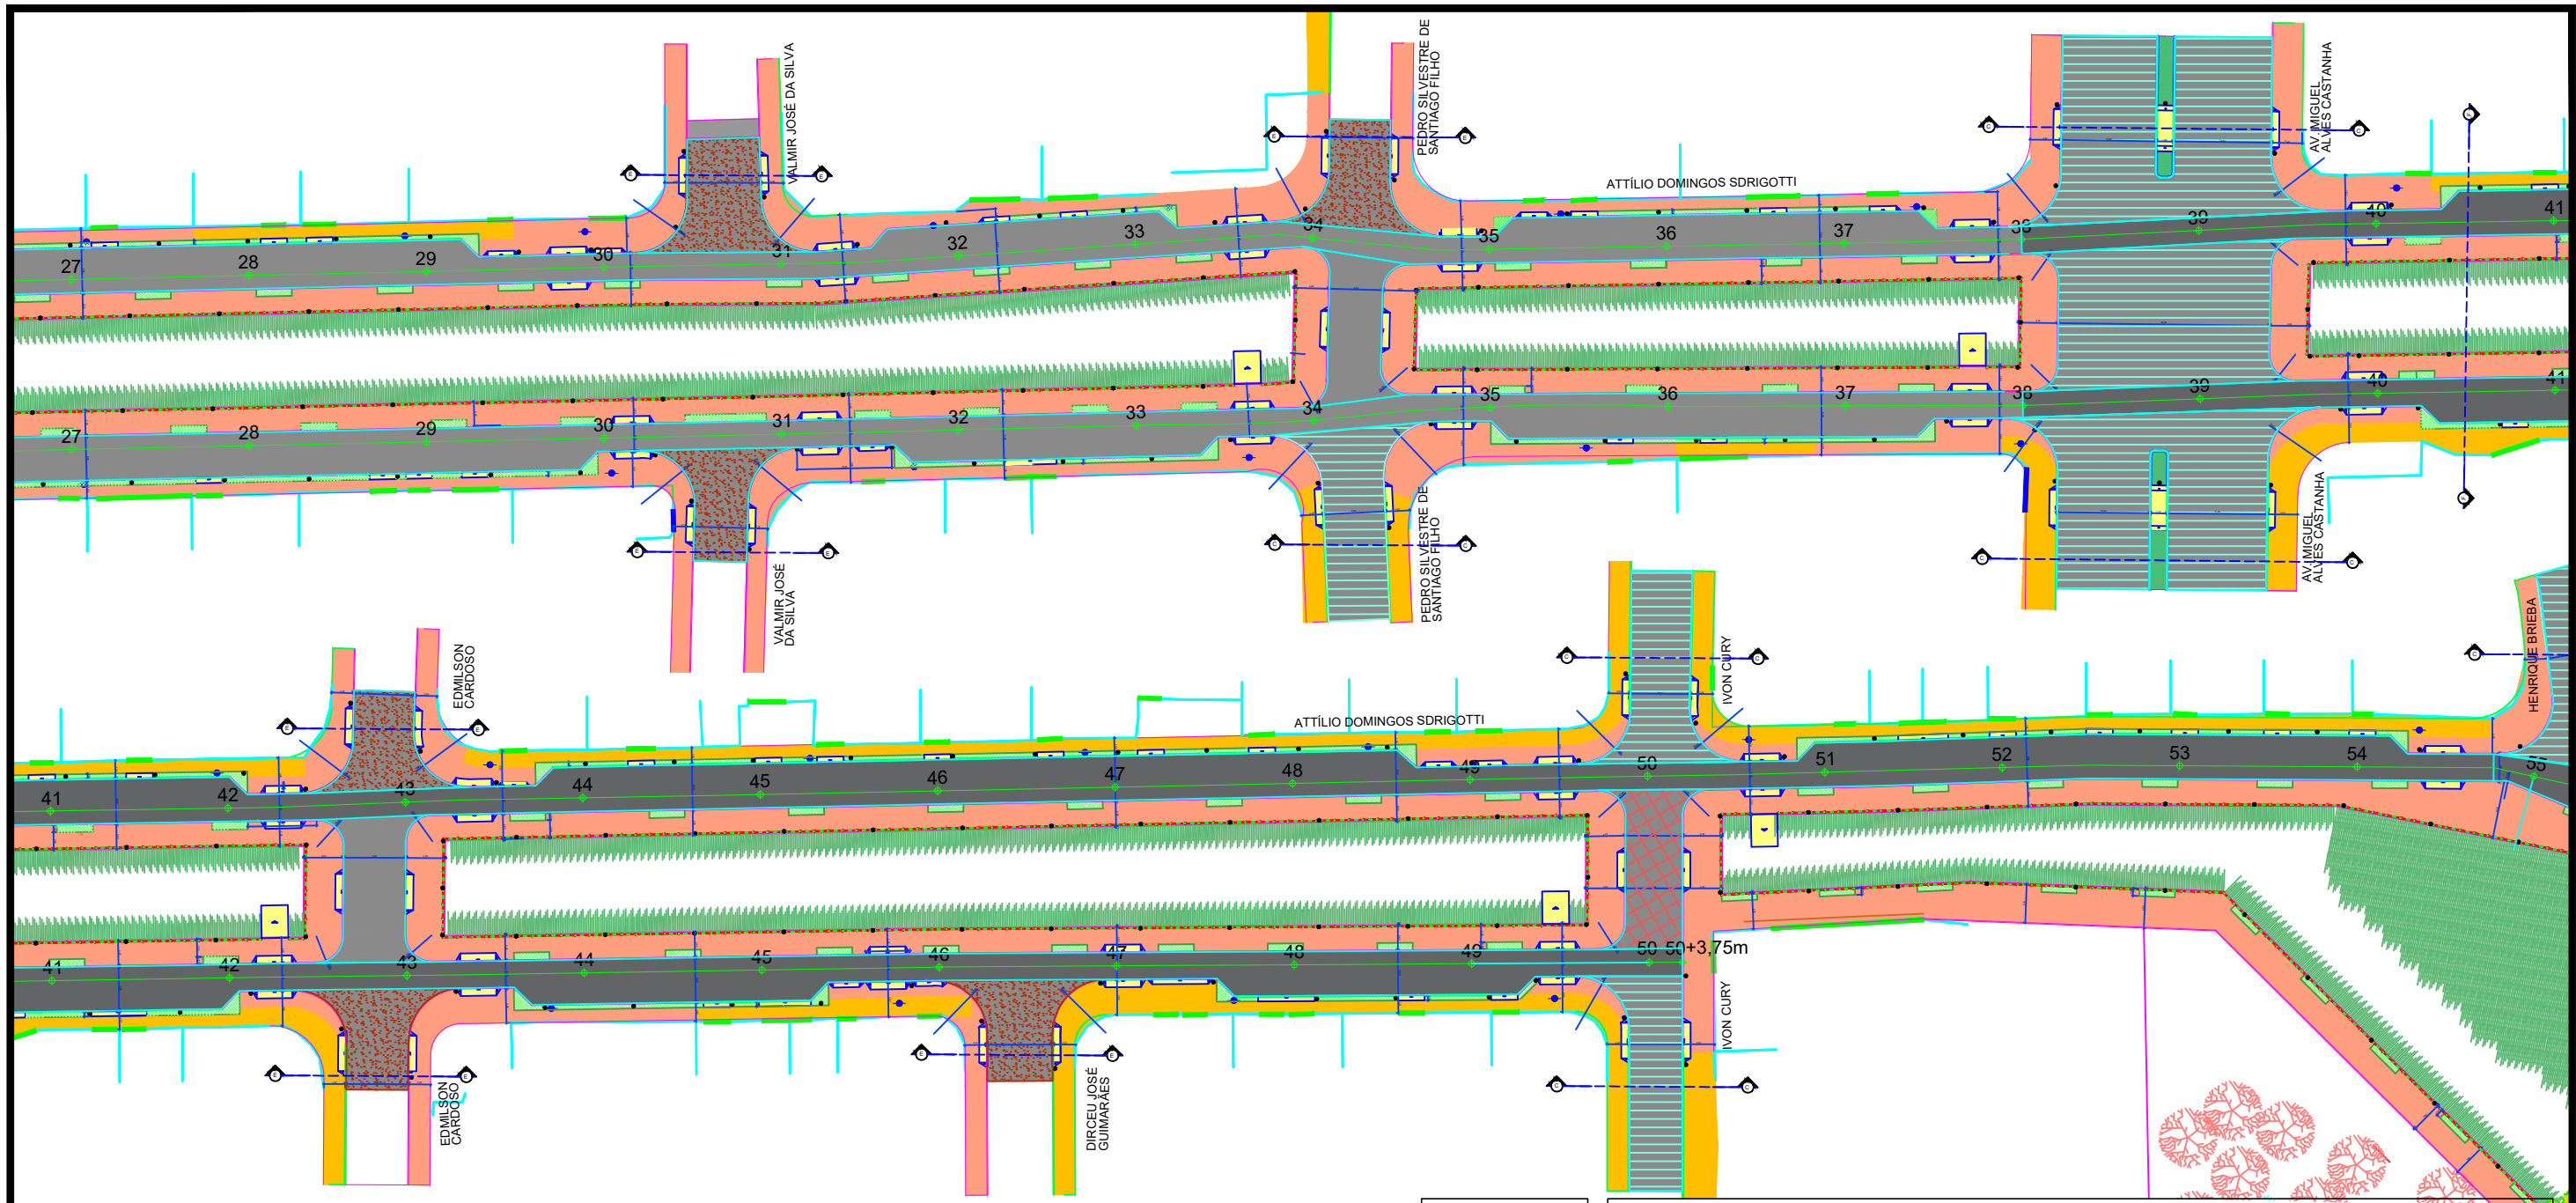 VALMIR JOSÉ DA SILVA
PEDRO SILVESTRE DE
SANTIAGO FILHO
ATTÍLIO DOMINGOS SDRIGOTTI
AV. MIGUEL
ALVES CASTANHA
27 28 29 30 31 32 33 34 35 36 37 38 39 40 41
27 28 29 30 31 32 33 34 35 36 37 38 39 40 41
VALMIR JOSÉ
DA SILVA
PEDRO SILVESTRE DE
SANTIAGO FILHO
AV. MIGUEL
ALVES CASTANHA
EDMILSON
CARDOSO
ATTÍLIO DOMINGOS SDRIGOTTI
IVON CURY
HENRIQUE BRIEBA
41 42 43 44 45 46 47 48 49 50 51 52 53 54 55
41 42 43 44 45 46 47 48 49 50 50+3,75m
EDMILSON
CARDOSO
DIRCEU JOSÉ
GUIMARÃES
IVON CURY